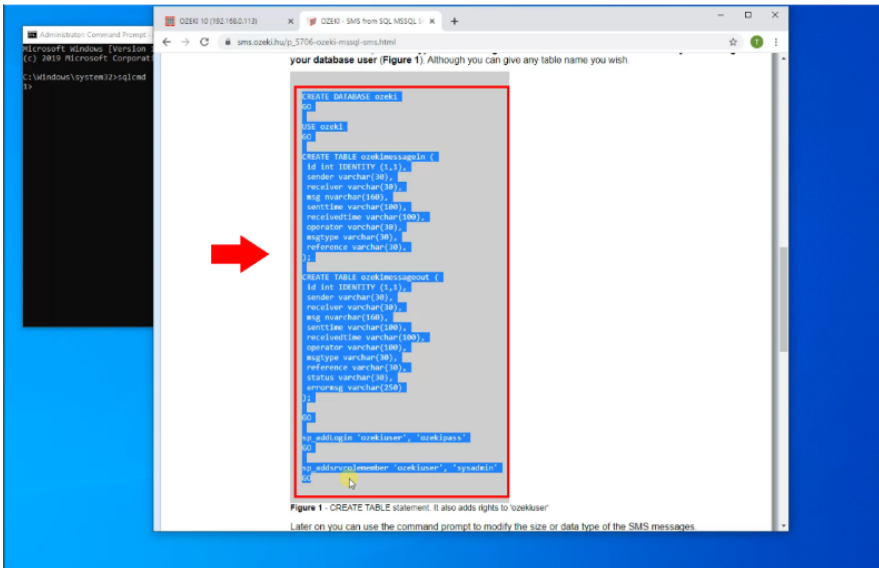 OZEKI 10 (192.168.0.113)
OZEKI - SMS from SQL MSSQL S
Administrator: Command Prompt -
Microsoft Windows [Version
(c) 2019 Microsoft Corporat
C:\Windows\system32>sqlcmd
1>
sms.ozeki.hu/p_5706-ozeki-mssql-sms.html
your database user (Figure 1). Although you can give any table name you wish.
CREATE DATABASE ozeki
GO
USE ozeki
GO
CREATE TABLE ozekimessagein (
id int IDENTITY (1,1),
sender varchar(30),
receiver varchar(30),
msg nvarchar(160),
senttime varchar(100),
receivedtime varchar(100),
operator varchar(30),
msgtype varchar(30),
reference varchar(30),
);
CREATE TABLE ozekimessageout (
id int IDENTITY (1,1),
sender varchar(30),
receiver varchar(30),
msg nvarchar(160),
senttime varchar(100),
receivedtime varchar(100),
operator varchar(100),
msgtype varchar(30),
reference varchar(30),
status varchar(30),
errormsg varchar(250)
);
GO
sp_addLogin 'ozekiuser', 'ozekipass'
GO
sp_addsrvrolemember 'ozekiuser', 'sysadmin'
GO
Figure 1 - CREATE TABLE statement. It also adds rights to 'ozekiuser'
Later on you can use the command prompt to modify the size or data type of the SMS messages.